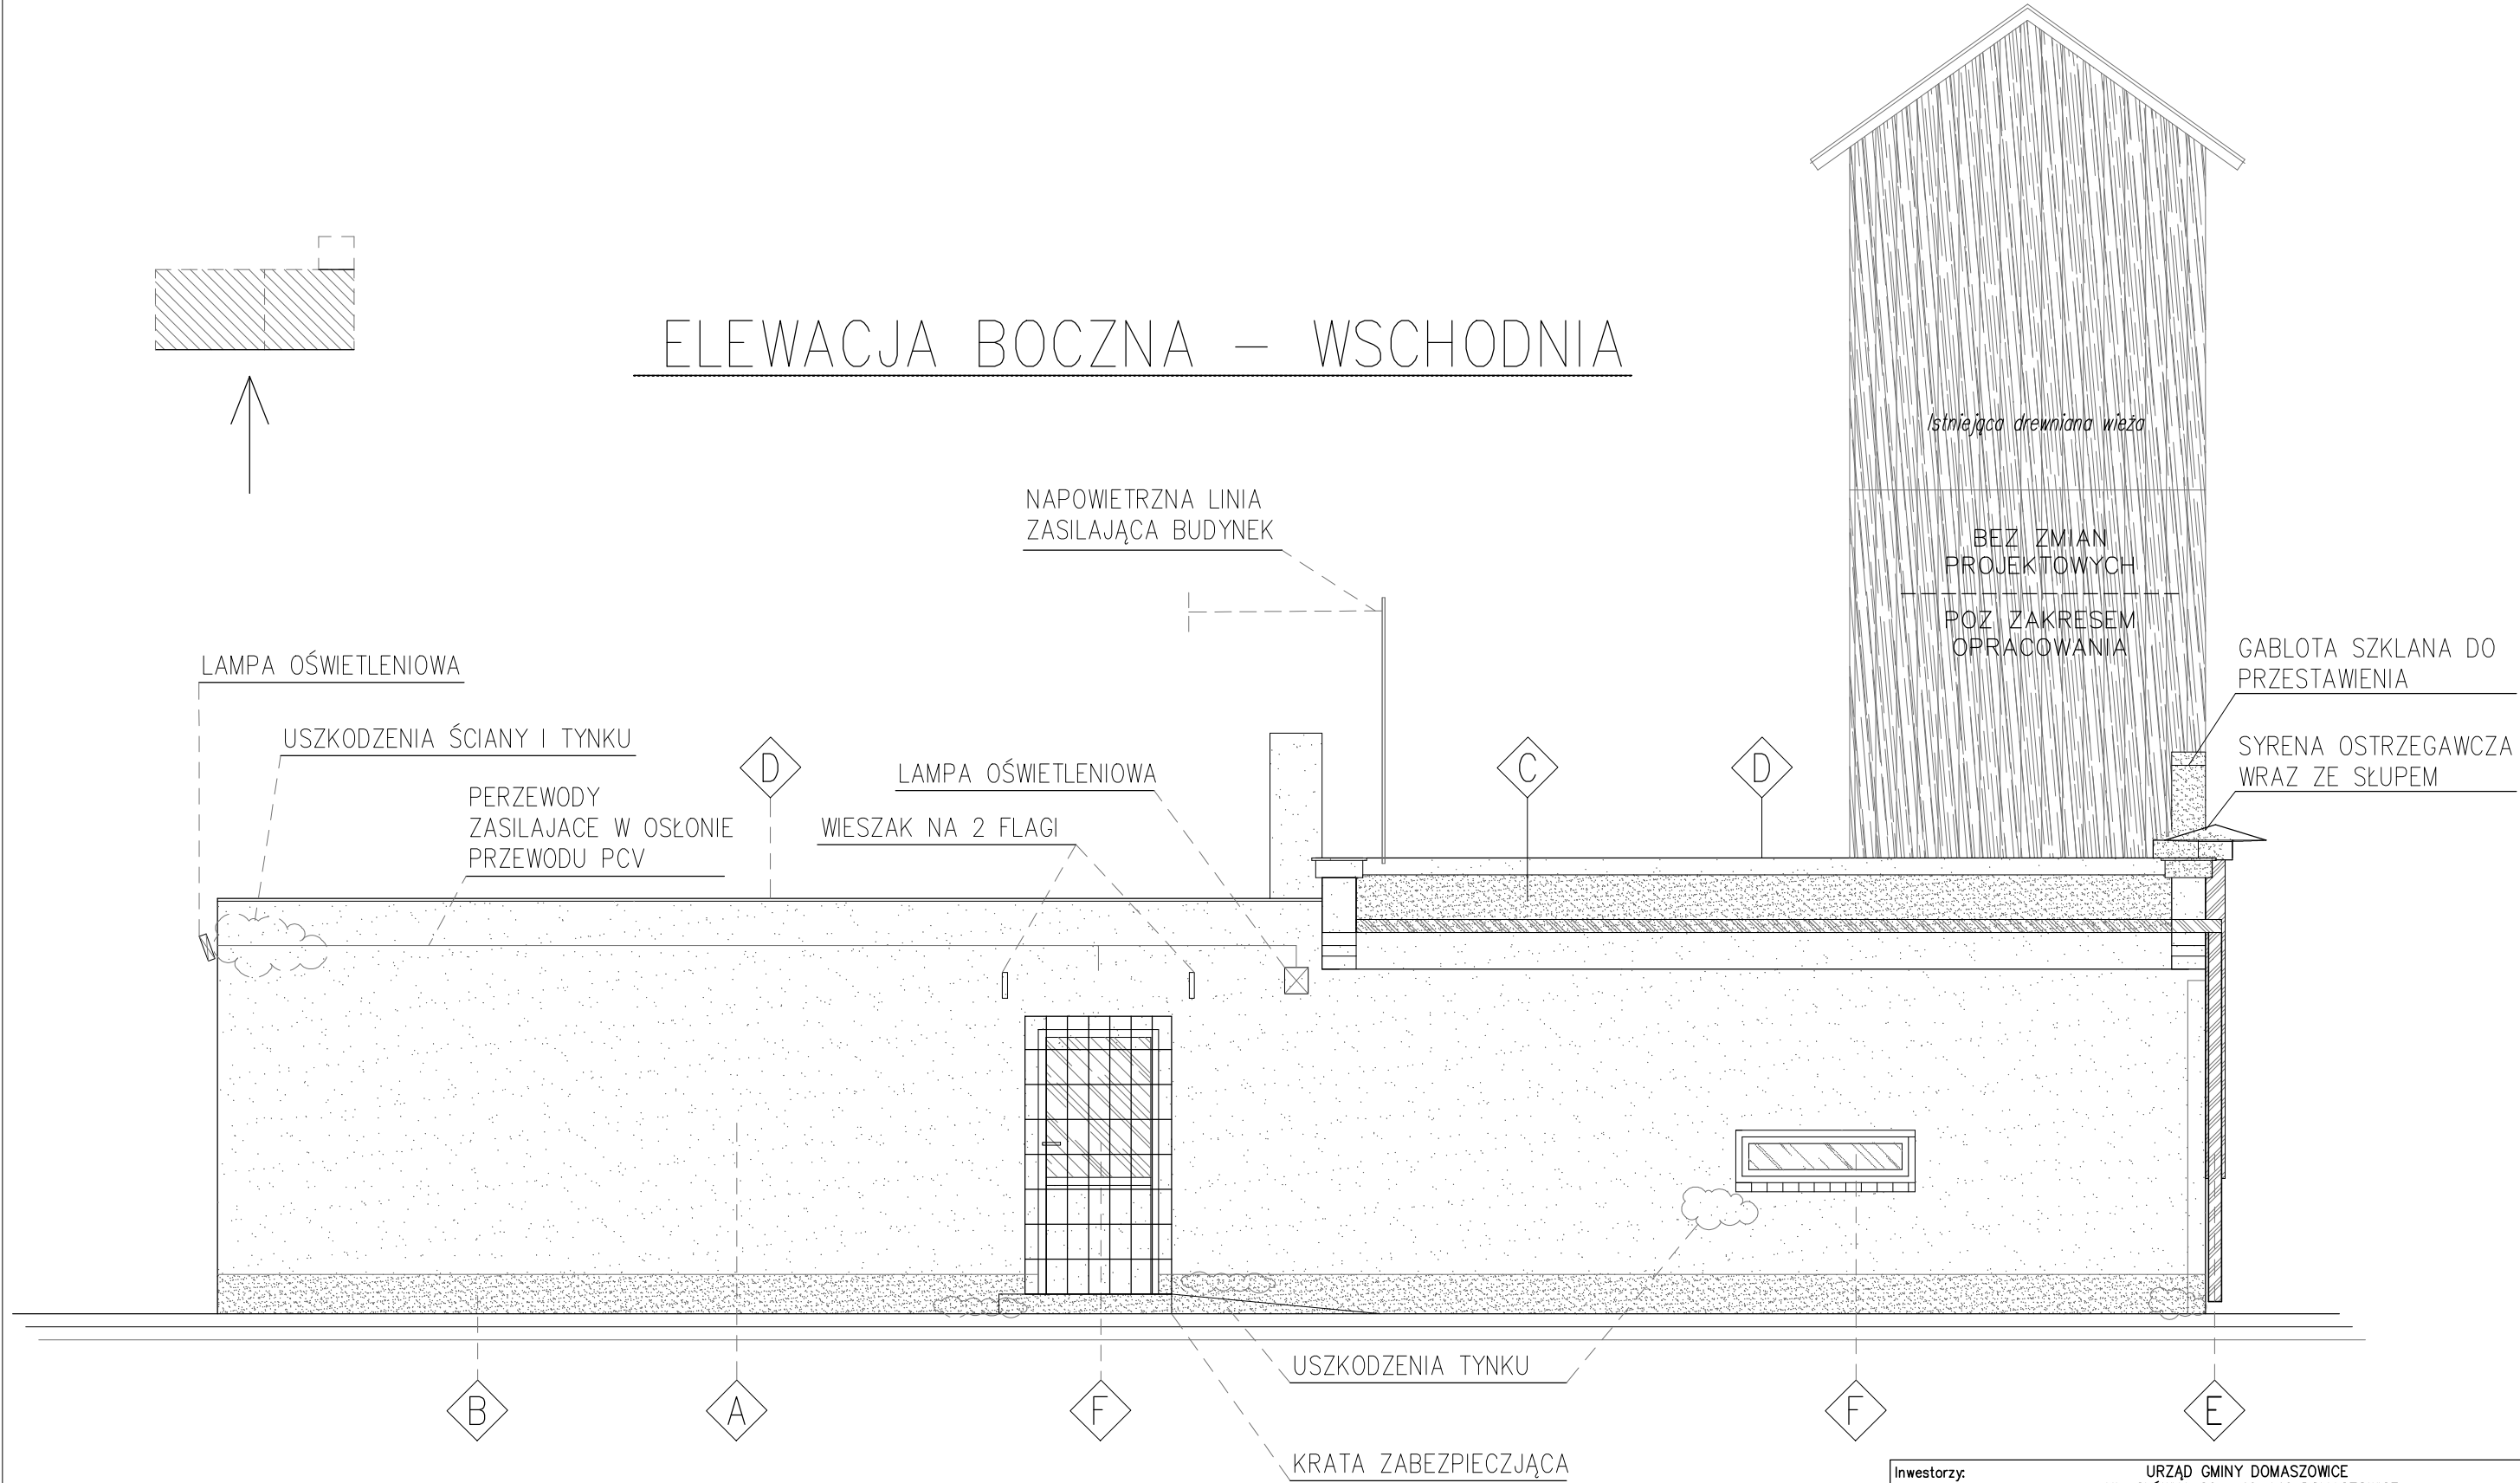 ELEWACJA BOCZNA – WSCHODNIA
Istniejąca drewniana wieża
NAPOWIETRZNA LINIA
ZASILAJĄCA BUDYNEK
BEZ ZMIAN
PROJEKTOWYCH
POZ ZAKRESEM
OPRACOWANIA
GABLOTA SZKLANA DO
PRZESTAWIENIA
LAMPA OŚWIETLENIOWA
USZKODZENIA ŚCIANY I TYNKU
SYRENA OSTRZEGAWCZA
WRAZ ZE SŁUPEM
D
LAMPA OŚWIETLENIOWA
C
D
PERZEWODY
ZASILAJACE W OSŁONIE
PRZEWODU PCV
WIESZAK NA 2 FLAGI
USZKODZENIA TYNKU
B
A
F
F
E
KRATA ZABEZPIECZJĄCA
Inwestorzy:
URZĄD GMINY DOMASZOWICE